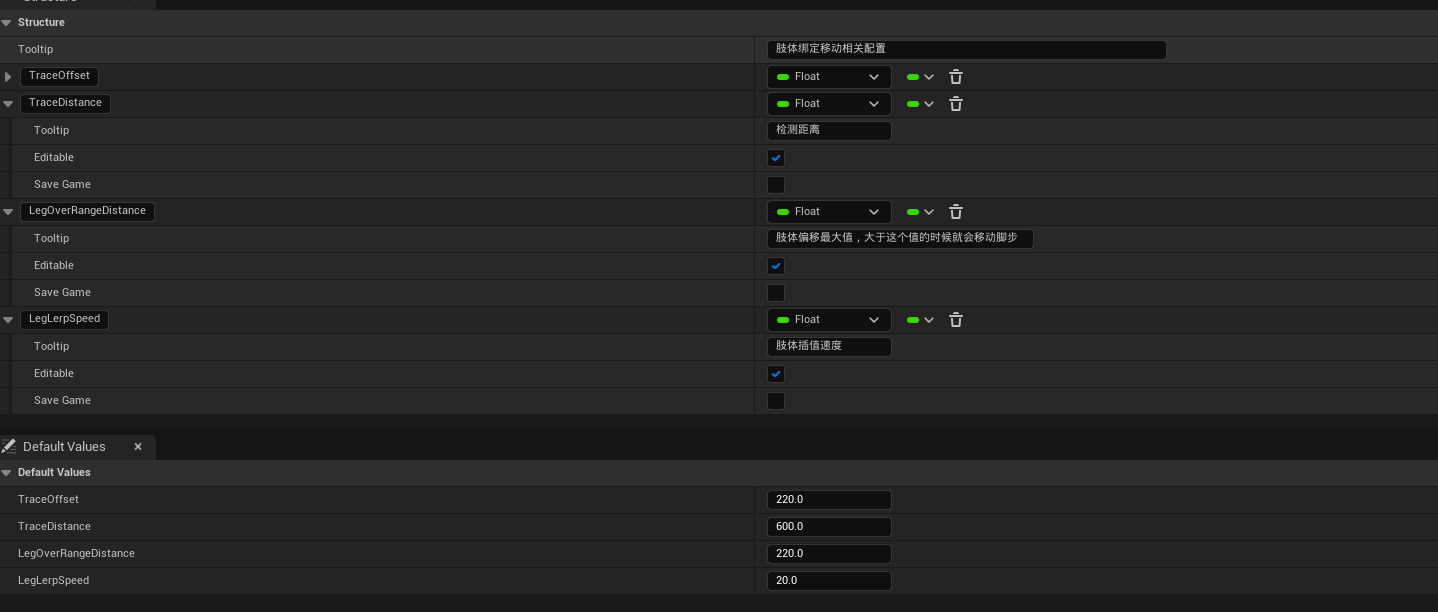 Structure
Tooltip
肢体绑定移动相关配置
TraceOffset
Float
TraceDistance
Float
Tooltip
检测距离
Editable
Save Game
LegOverRangeDistance
Float
Tooltip
肢体偏移最大值，大于这个值的时候就会移动脚步
Editable
Save Game
LegLerpSpeed
Float
Tooltip
肢体插值速度
Editable
Save Game
Default Values
Default Values
TraceOffset
220.0
TraceDistance
600.0
LegOverRangeDistance
220.0
LegLerpSpeed
20.0